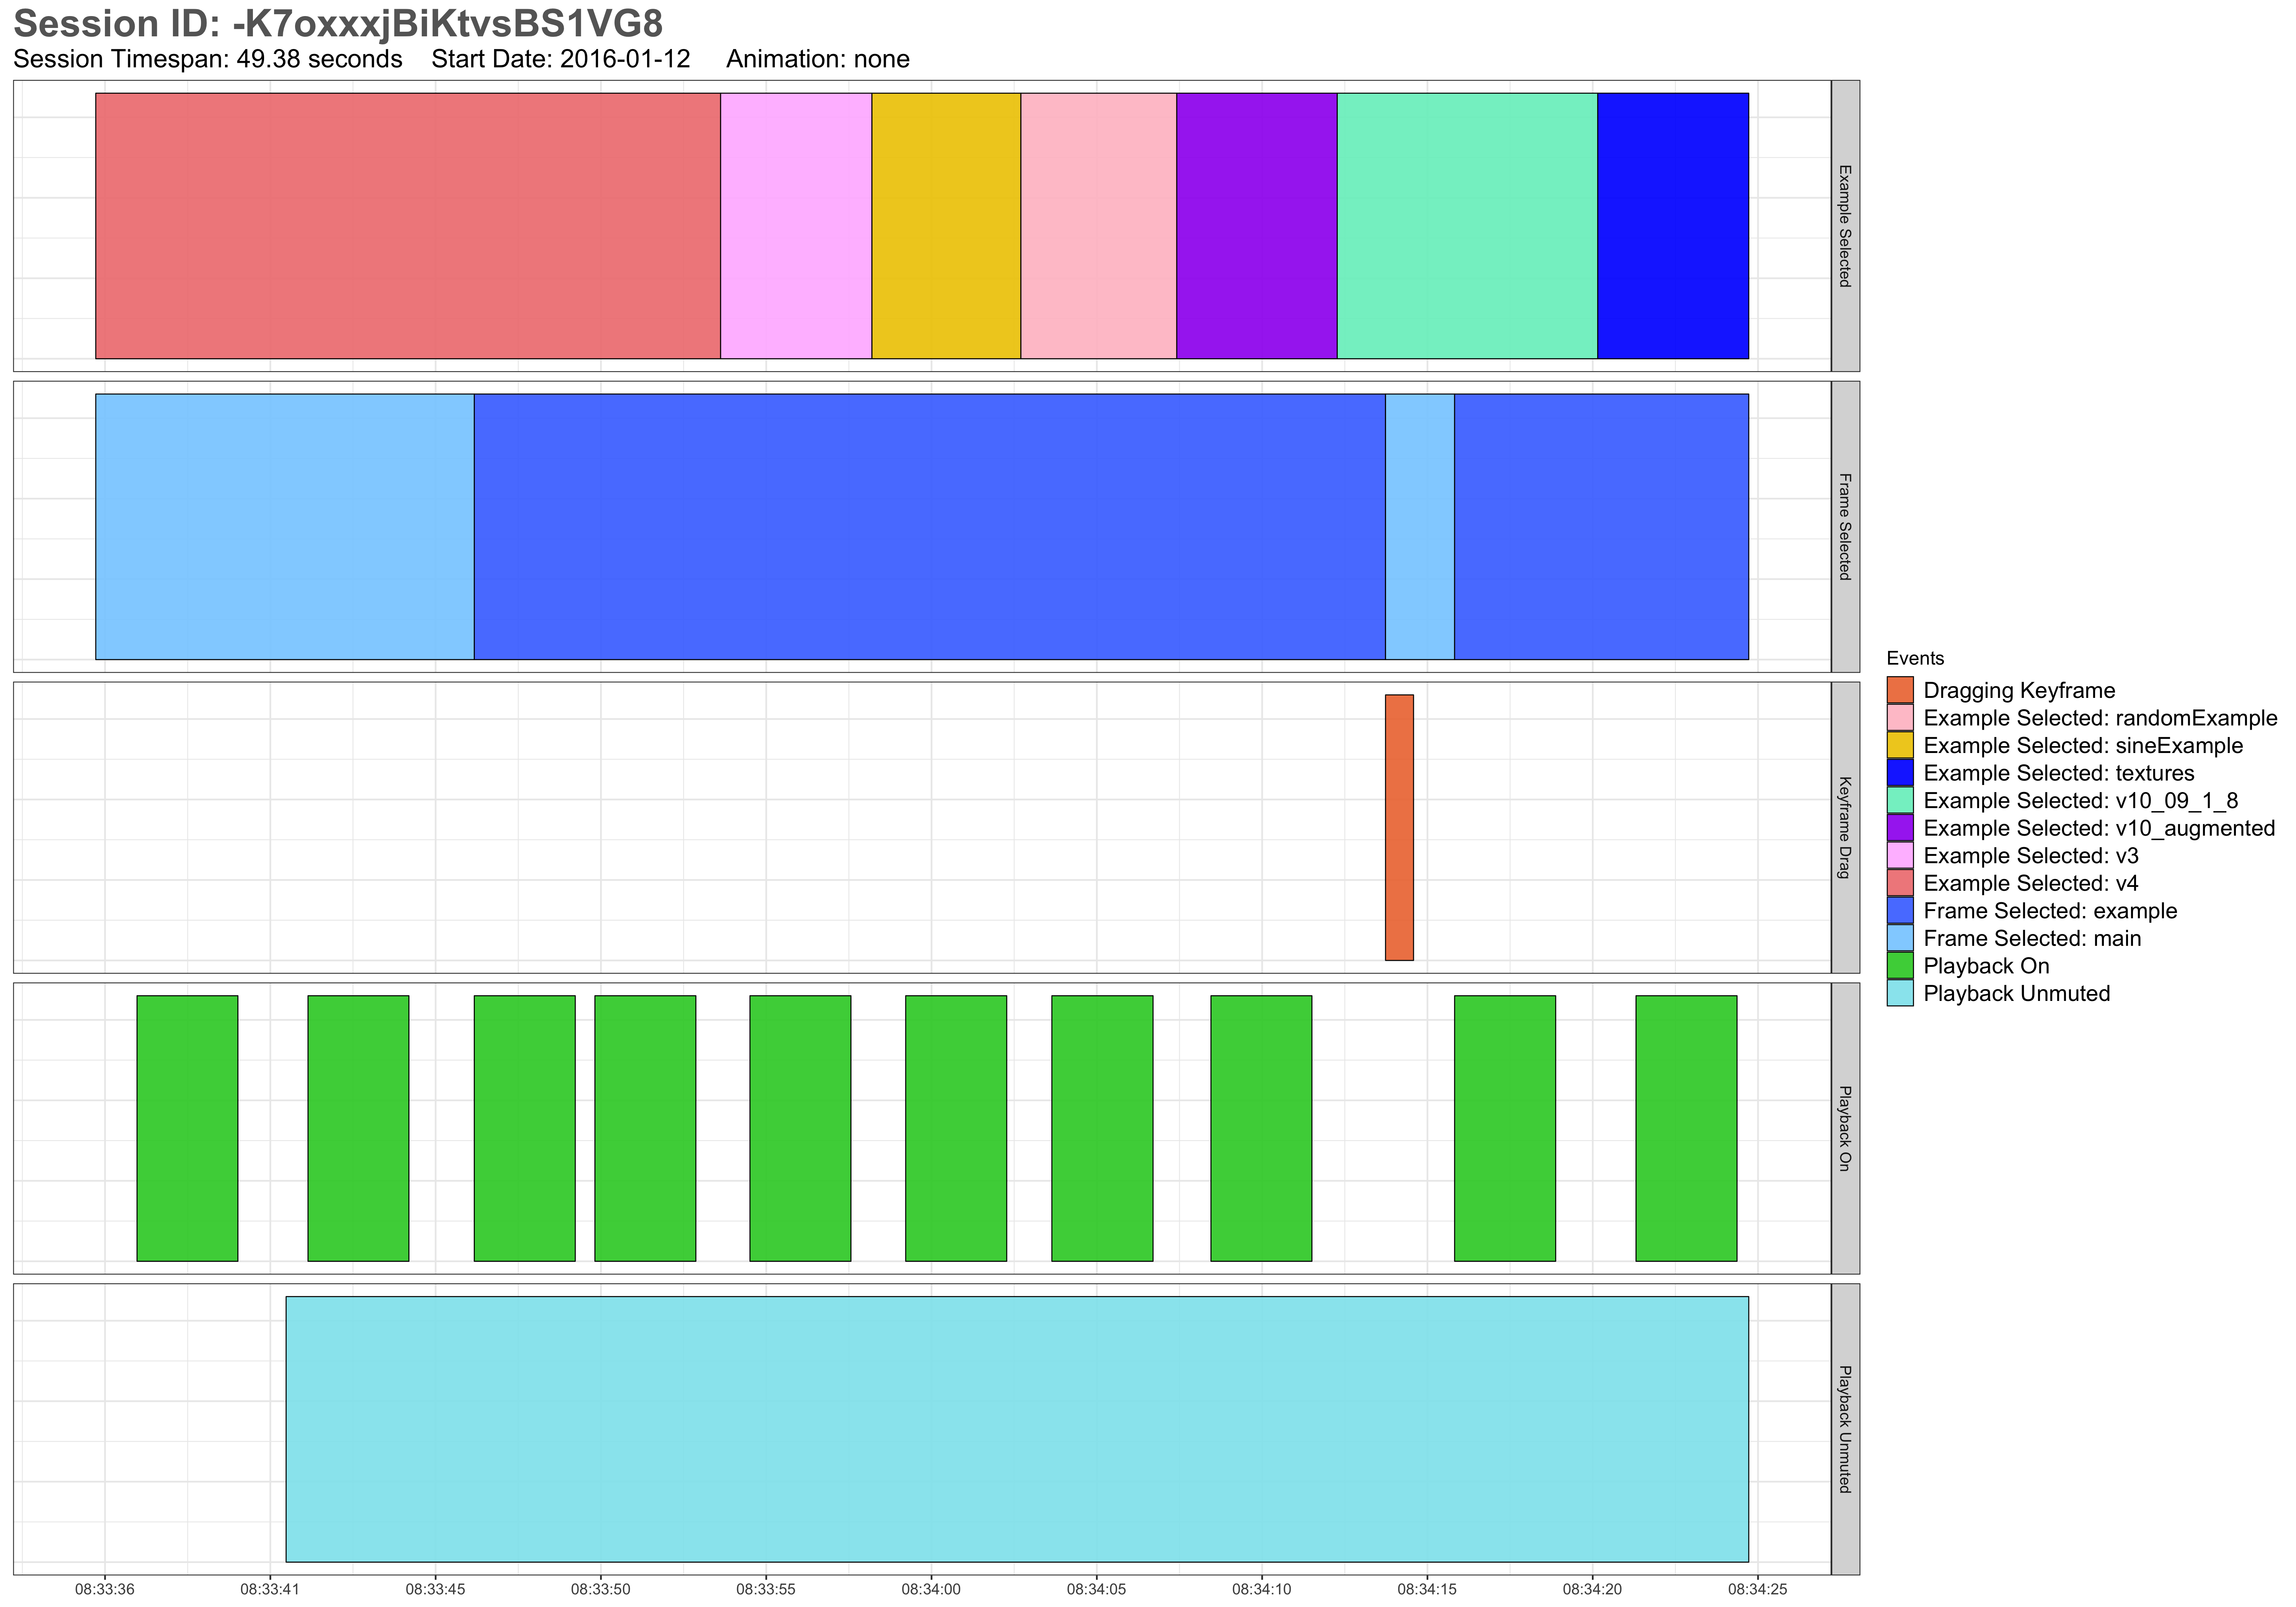 Session ID: -K7oxxxjBiKtvsBS1VG8
Session Timespan: 49.38 seconds Start Date: 2016-01-12 Animation: none
Example Selected
Frame Selected
Keyframe Drag
Playback On
Playback Unmuted
08:33:36 08:33:41 08:33:45 08:33:50 08:33:55 08:34:00 08:34:05 08:34:10 08:34:15 08:34:20 08:34:25
Events
Dragging Keyframe
Example Selected: randomExample
Example Selected: sineExample
Example Selected: textures
Example Selected: v10_09_1_8
Example Selected: v10_augmented
Example Selected: v3
Example Selected: v4
Frame Selected: example
Frame Selected: main
Playback On
Playback Unmuted